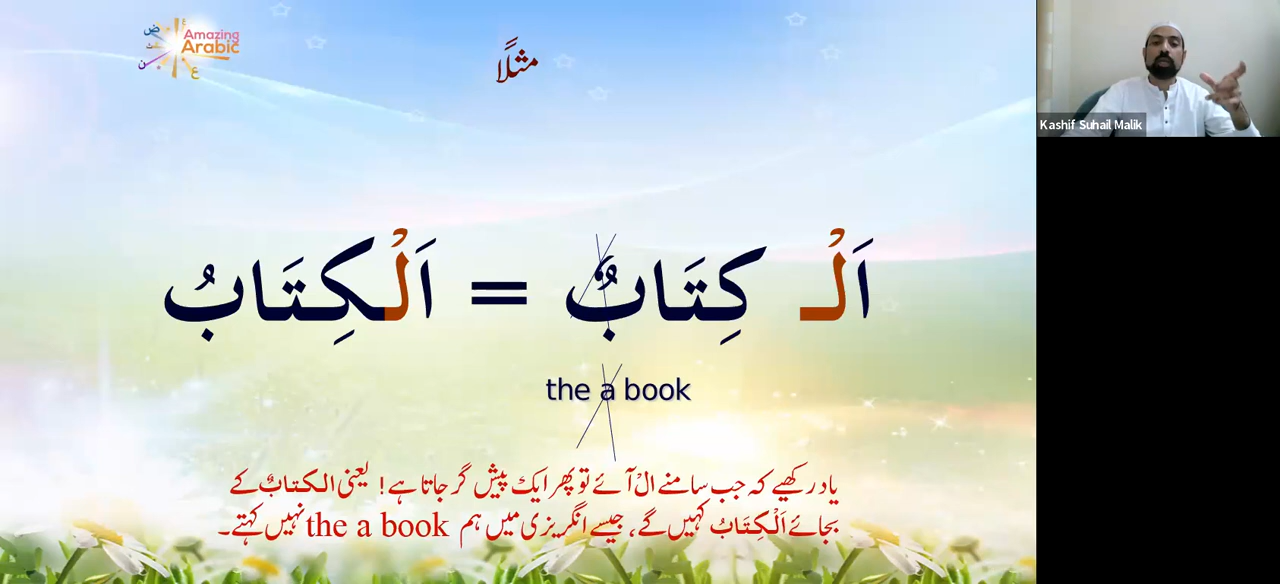 ض
ع
ث
Amazing
Arabic
ن
ع
مثلًا
اَلْـ كِتَابٌ = اَلْكِتَابُ
the a book
یاد رکھیے کہ جب سامنے الْ آئے تو پھر ایک پیش گر جاتا ہے! یعنی الکتابٌ کے
بجائے اَلْكِتَابُ کہیں گے، جیسے انگریزی میں ہم the a book نہیں کہتے۔
Kashif Suhail Malik